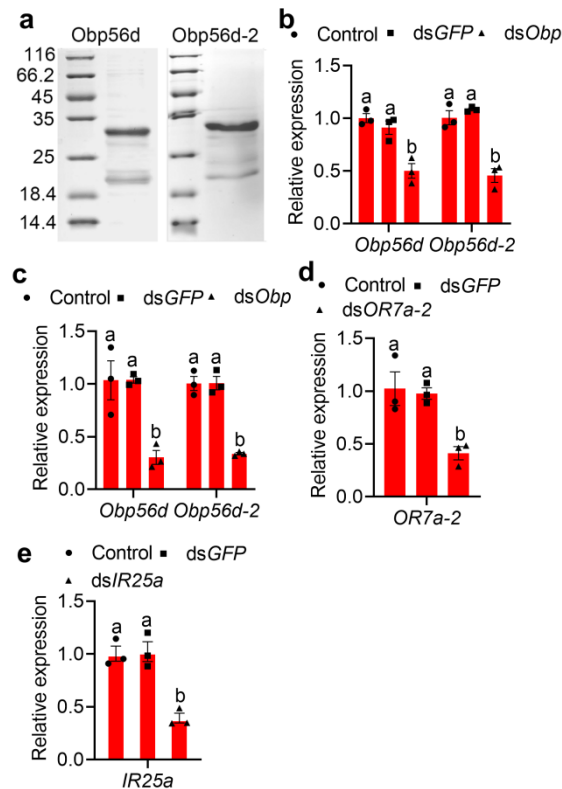 a
Obp56d Obp56d-2
116
66.2
45
35
25
18.4
14.4
b
Control dsGFP dsObp
Relative expression
1.5
1.0
0.5
0.0
a a b a a b
Obp56d Obp56d-2
c
Control dsGFP dsObp
Relative expression
1.5
1.0
0.5
0.0
a a b a a b
Obp56d Obp56d-2
d
Control dsGFP
dsOR7a-2
Relative expression
1.5
1.0
0.5
0.0
a a b
OR7a-2
e
Control dsGFP
dsIR25a
Relative expression
1.5
1.0
0.5
0.0
a a b
IR25a